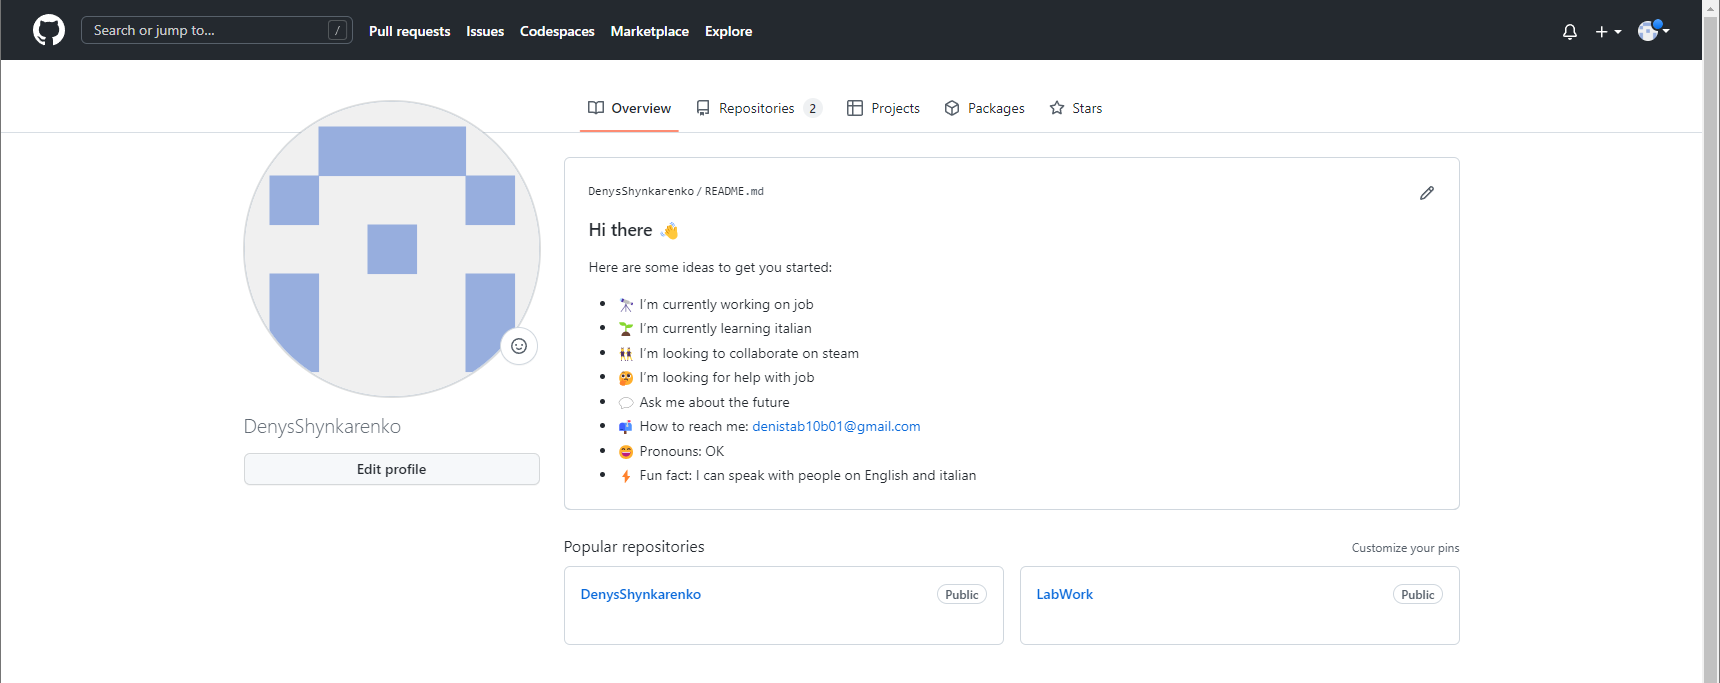 Search or jump to... /
Pull requests Issues Codespaces Marketplace Explore
Overview Repositories 2 Projects Packages Stars
DenysShynkarenko
Edit profile
DenysShynkarenko / README.md
Hi there 👋
Here are some ideas to get you started:
• 🔭 I’m currently working on job
• 🌱 I’m currently learning italian
• 👯 I’m looking to collaborate on steam
• 🤔 I’m looking for help with job
• 💬 Ask me about the future
• 📫 How to reach me: denistab10b01@gmail.com
• 😄 Pronouns: OK
• ⚡ Fun fact: I can speak with people on English and italian
Popular repositories
Customize your pins
DenysShynkarenko Public
LabWork Public